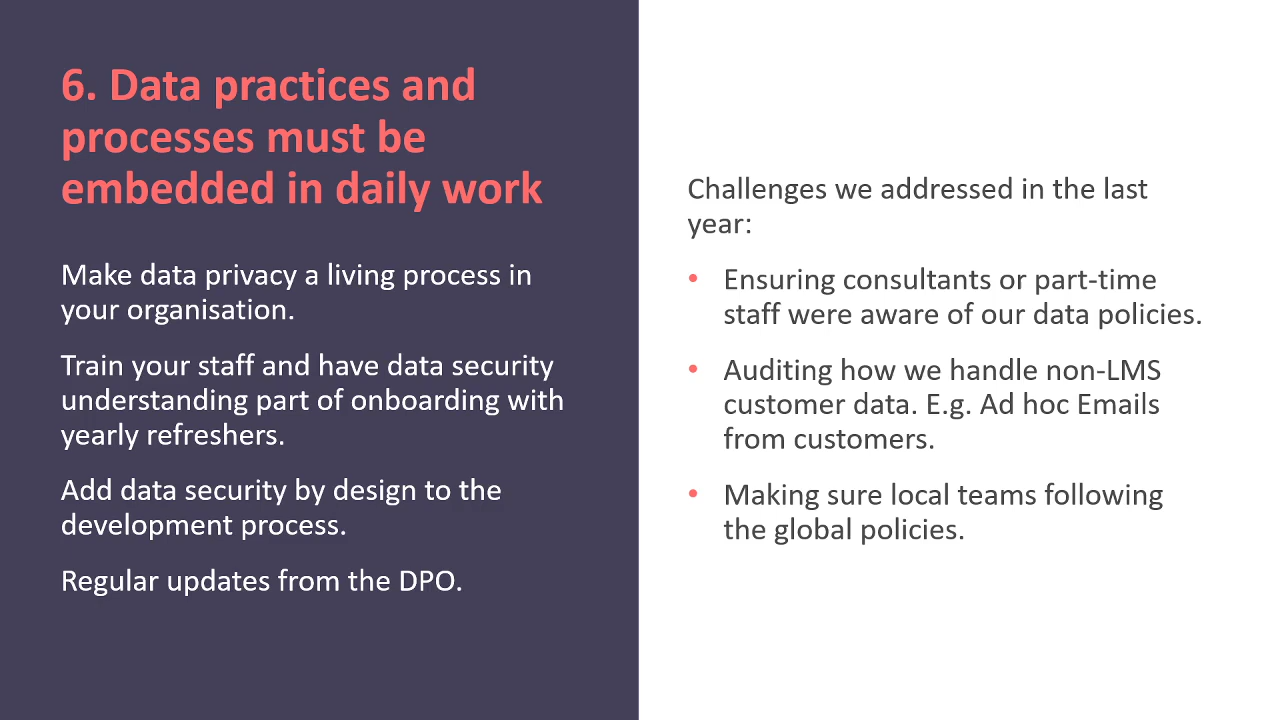 6. Data practices and
processes must be
embedded in daily work
Make data privacy a living process in
your organisation.
Train your staff and have data security
understanding part of onboarding with
yearly refreshers.
Add data security by design to the
development process.
Regular updates from the DPO.
Challenges we addressed in the last
year:
• Ensuring consultants or part-time
staff were aware of our data policies.
• Auditing how we handle non-LMS
customer data. E.g. Ad hoc Emails
from customers.
• Making sure local teams following
the global policies.